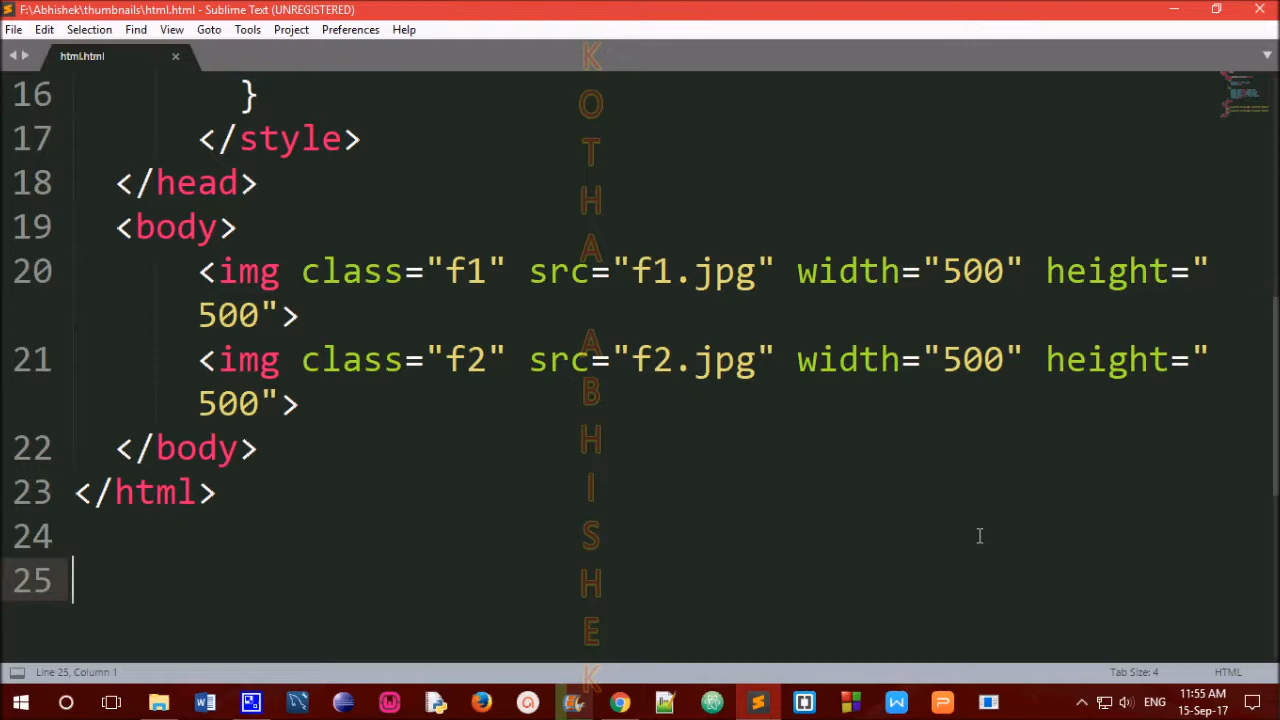 F:\Abhishek\thumbnails\html.html - Sublime Text (UNREGISTERED)
File Edit Selection Find View Goto Tools Project Preferences Help
html.html
16 }
17 </style>
18 </head>
19 <body>
20 <img class="f1" src="f1.jpg" width="500" height="
500">
21 <img class="f2" src="f2.jpg" width="500" height="
500">
22 </body>
23 </html>
24
25
KOTHA ABHISHEK
Line 25, Column 1 Tab Size: 4 HTML
ENG 11:55 AM
15-Sep-17